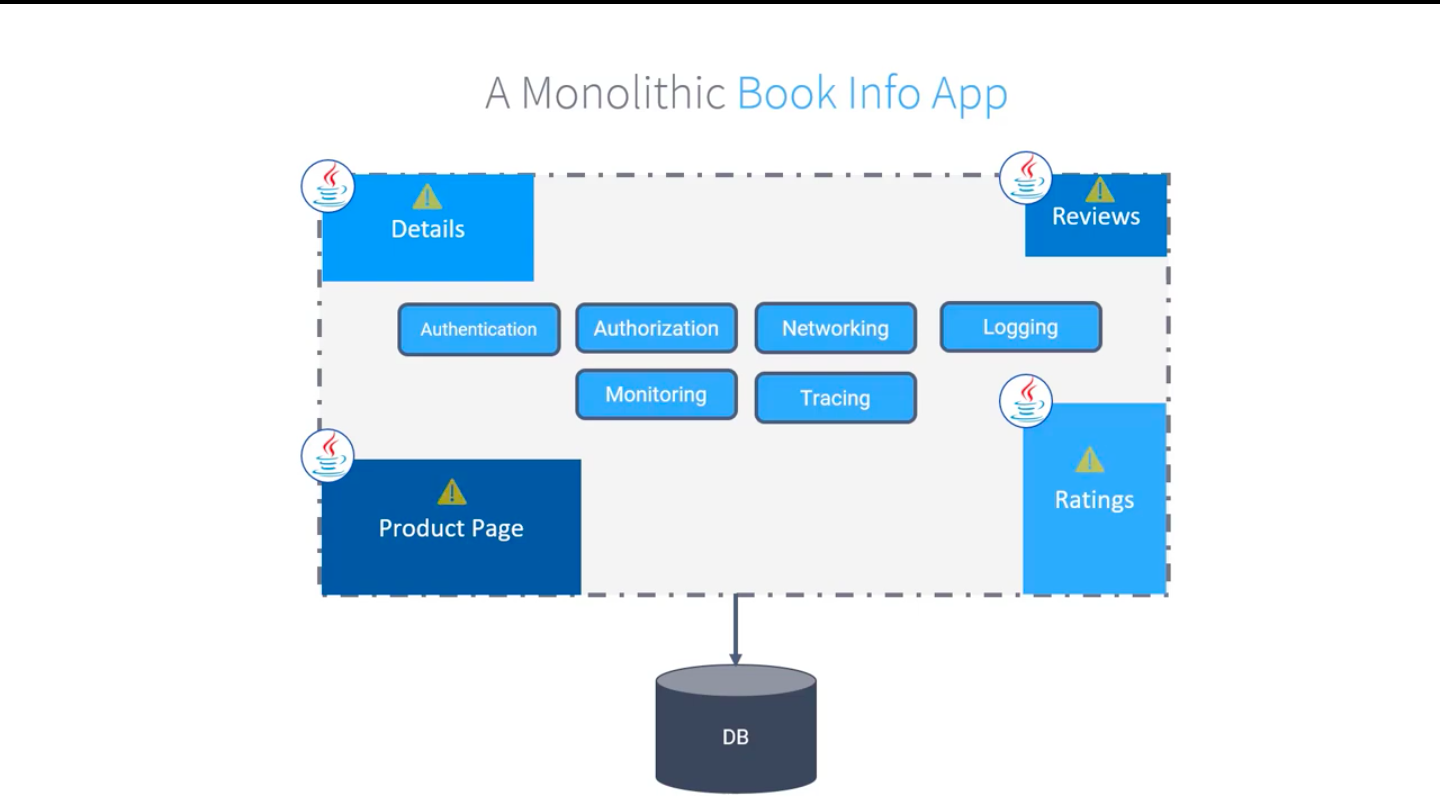 A Monolithic Book Info App
Details
Reviews
Authentication
Authorization
Networking
Logging
Monitoring
Tracing
Product Page
Ratings
DB